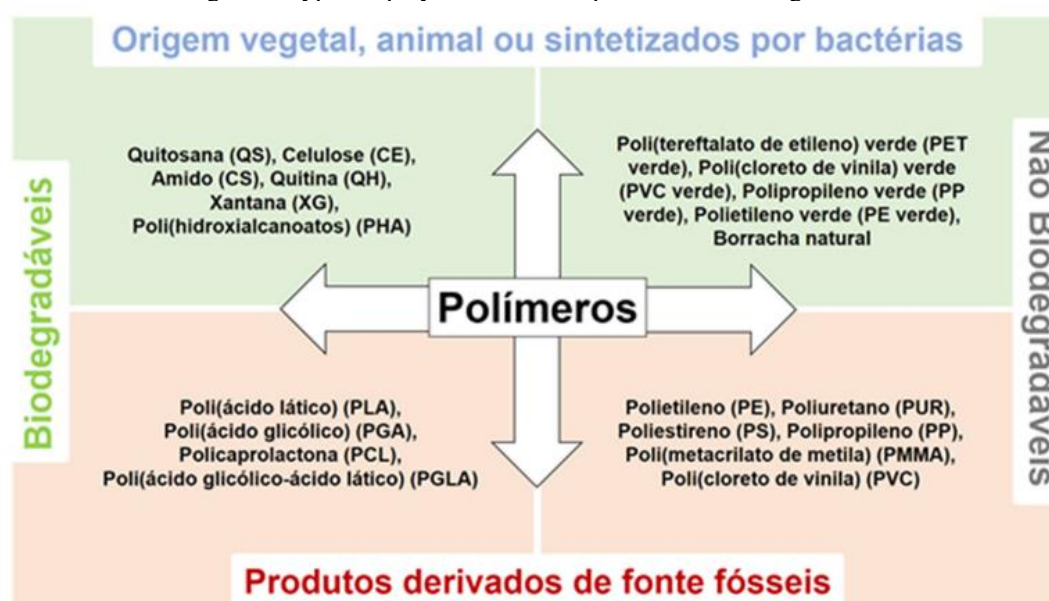 Origem vegetal, animal ou sintetizados por bactérias
Biodegradáveis
Quitosana (QS), Celulose (CE),
Amido (CS), Quitina (QH),
Xantana (XG),
Poli(hidroxialcanoatos) (PHA)
Poli(tereftalato de etileno) verde (PET
verde), Poli(cloreto de vinila) verde
(PVC verde), Polipropileno verde (PP
verde), Polietileno verde (PE verde),
Borracha natural
Não Biodegradáveis
Polímeros
Poli(ácido lático) (PLA),
Poli(ácido glicólico) (PGA),
Policaprolactona (PCL),
Poli(ácido glicólico-ácido lático) (PGLA)
Polietileno (PE), Poliuretano (PUR),
Poliestireno (PS), Polipropileno (PP),
Poli(metacrilato de metila) (PMMA),
Poli(cloreto de vinila) (PVC)
Produtos derivados de fonte fósseis